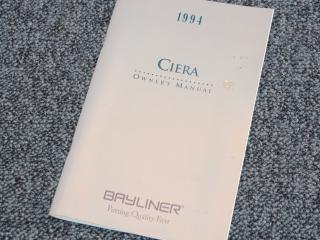 1994
CIERA
OWNER'S MANUAL
BAYLINER®
Putting Quality First